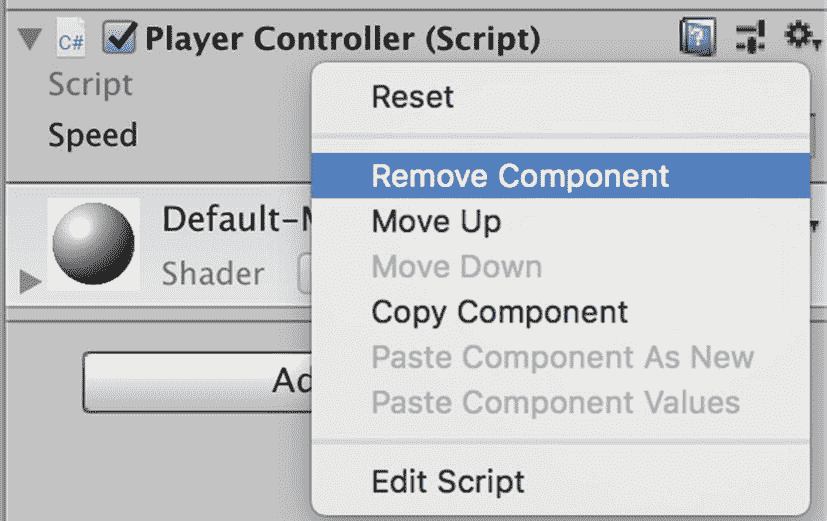 C#
Player Controller (Script)
Script
Speed
Default-
Shader
Ad
Reset
Remove Component
Move Up
Move Down
Copy Component
Paste Component As New
Paste Component Values
Edit Script